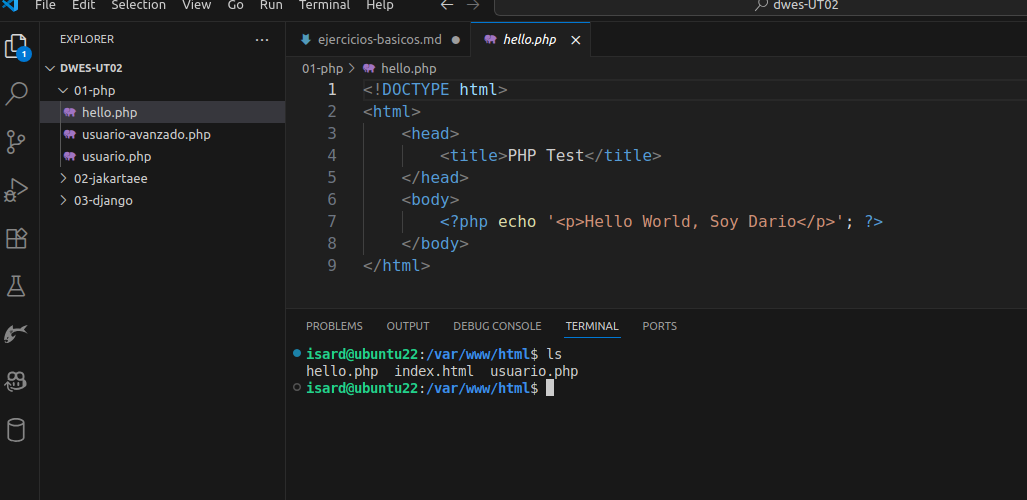 File Edit Selection View Go Run Terminal Help
dwes-UT02
1
EXPLORER
DWES-UT02
01-php
hello.php
usuario-avanzado.php
usuario.php
02-jakartaee
03-django
ejercicios-basicos.md
hello.php
01-php > hello.php
1 <!DOCTYPE html>
2 <html>
3 <head>
4 <title>PHP Test</title>
5 </head>
6 <body>
7 <?php echo '<p>Hello World, Soy Dario</p>'; ?>
8 </body>
9 </html>
PROBLEMS OUTPUT DEBUG CONSOLE TERMINAL PORTS
isard@ubuntu22:/var/www/html$ ls
hello.php index.html usuario.php
isard@ubuntu22:/var/www/html$